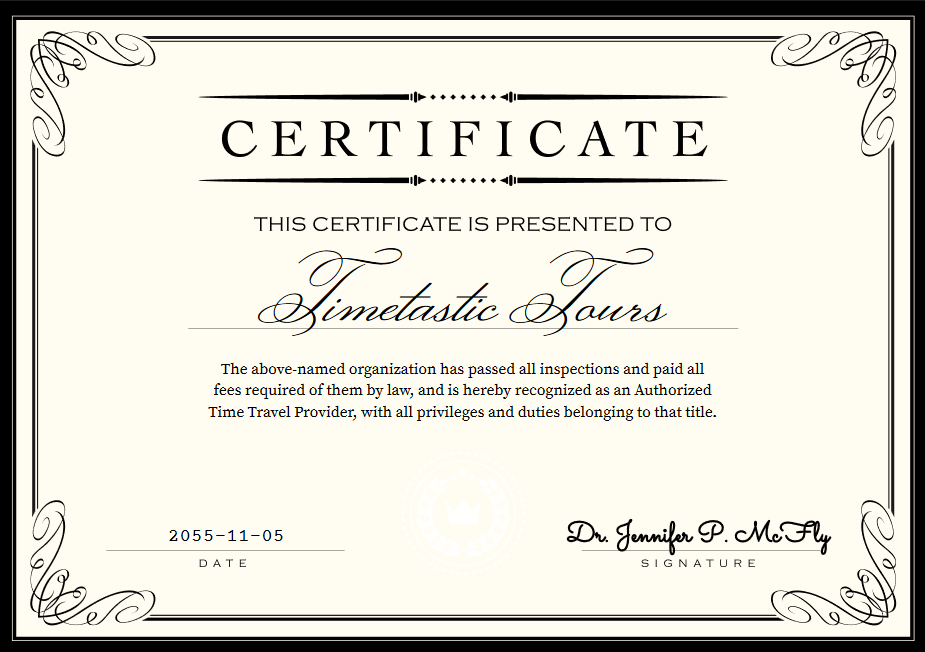 CERTIFICATE
THIS CERTIFICATE IS PRESENTED TO
Timetastic Tours
The above-named organization has passed all inspections and paid all
fees required of them by law, and is hereby recognized as an Authorized
Time Travel Provider, with all privileges and duties belonging to that title.
2055-11-05
DATE
Dr. Jennifer P. McFly
SIGNATURE